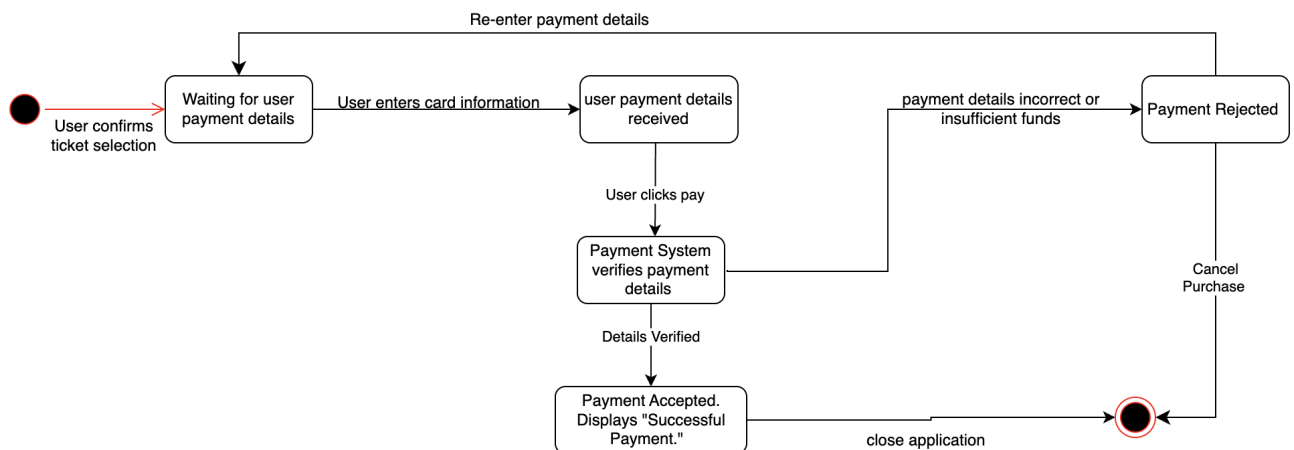 Re-enter payment details
Waiting for user
payment details
User enters card information
user payment details
received
payment details incorrect or
insufficient funds
Payment Rejected
User confirms
ticket selection
User clicks pay
Payment System
verifies payment
details
Cancel
Purchase
Details Verified
Payment Accepted.
Displays "Successful
Payment."
close application